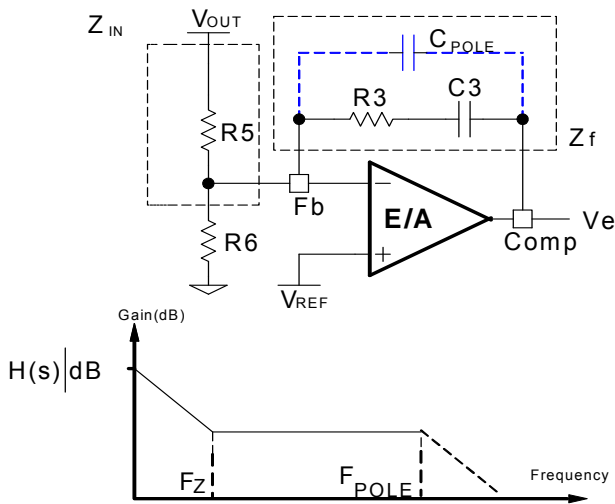 Z IN
VOUT
CPOLE
R3
C3
R5
Zf
Fb
−
E/A
Ve
R6
+
Comp
VREF
Gain(dB)
H(s)|dB
FZ
FPOLE
Frequency